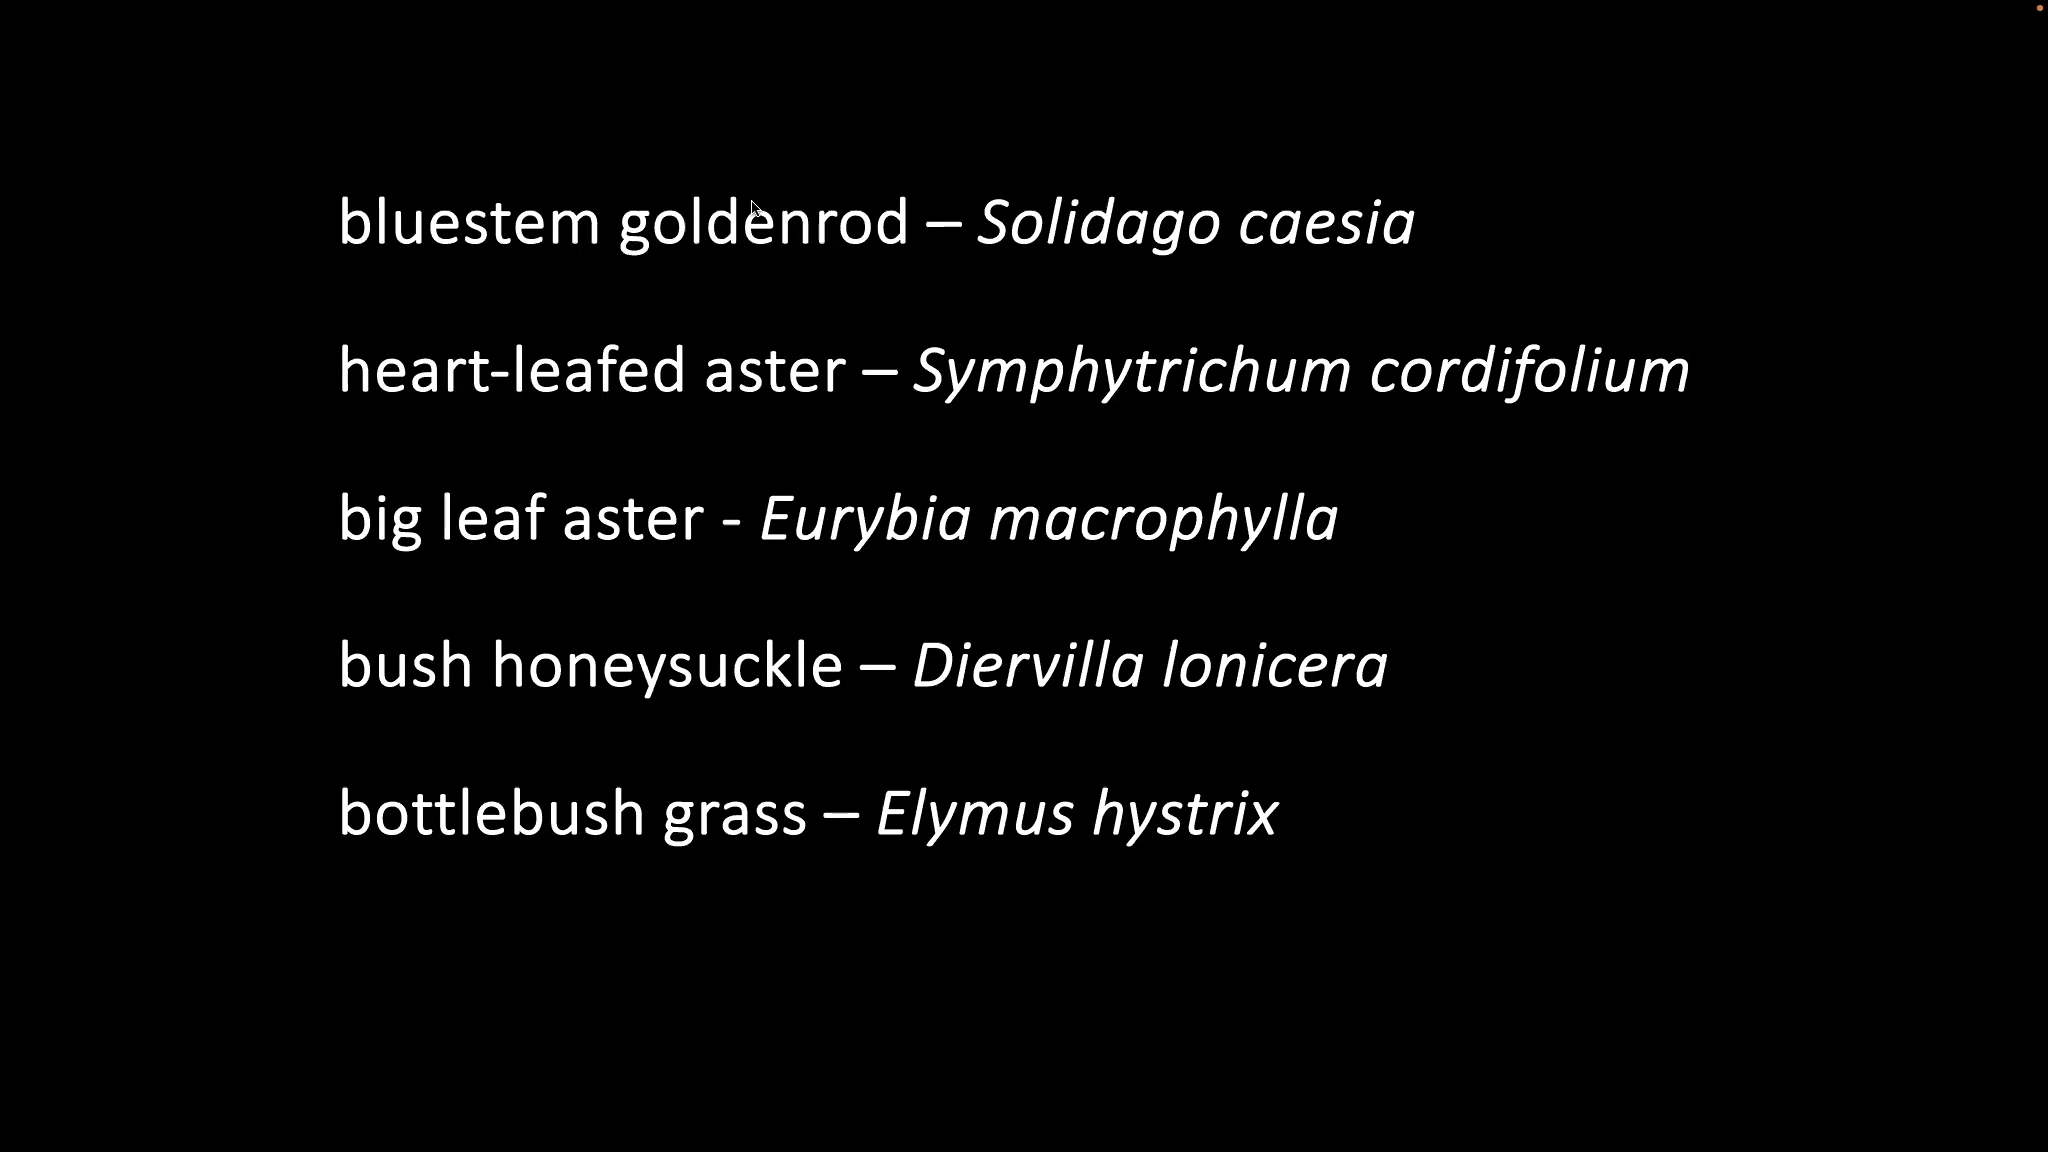 bluestem goldenrod – Solidago caesia
heart-leafed aster – Symphytrichum cordifolium
big leaf aster - Eurybia macrophylla
bush honeysuckle – Diervilla lonicera
bottlebush grass – Elymus hystrix